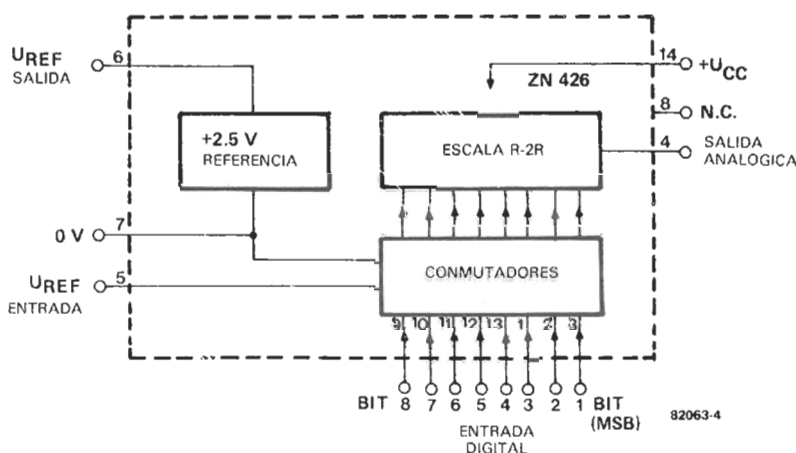 UREF
SALIDA
6
+2.5 V
REFERENCIA
7
0 V
UREF
5
ENTRADA
ZN 426
14
+UCC
8
N.C.
ESCALA R-2R
4
SALIDA
ANALOGICA
CONMUTADORES
9 10 11 12 13 1 2 3
BIT 8 7 6 5 4 3 2 1 BIT
(MSB)
ENTRADA
DIGITAL
82063-4